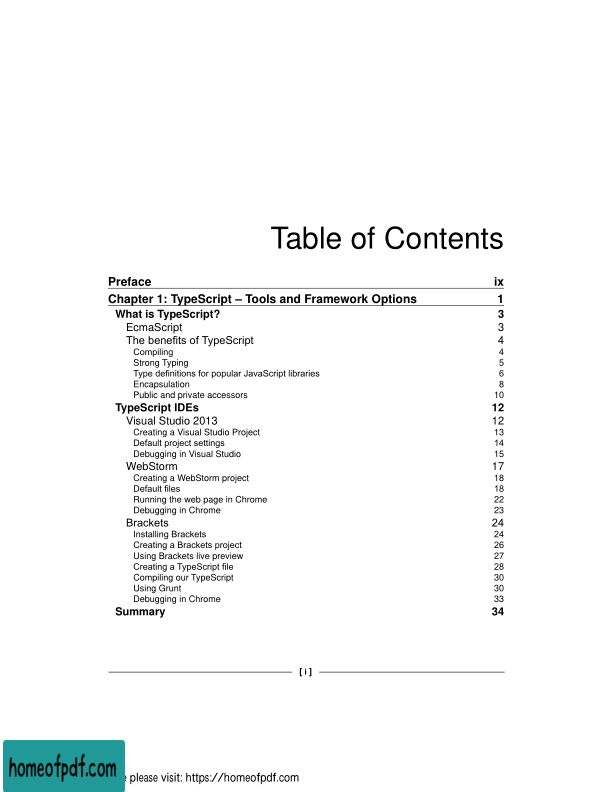 Table of Contents
Preface ix
Chapter 1: TypeScript – Tools and Framework Options 1
What is TypeScript? 3
EcmaScript 3
The benefits of TypeScript 4
Compiling 4
Strong Typing 5
Type definitions for popular JavaScript libraries 6
Encapsulation 8
Public and private accessors 10
TypeScript IDEs 12
Visual Studio 2013 12
Creating a Visual Studio Project 13
Default project settings 14
Debugging in Visual Studio 15
WebStorm 17
Creating a WebStorm project 18
Default files 18
Running the web page in Chrome 22
Debugging in Chrome 23
Brackets 24
Installing Brackets 24
Creating a Brackets project 26
Using Brackets live preview 27
Creating a TypeScript file 28
Compiling our TypeScript 30
Using Grunt 30
Debugging in Chrome 33
Summary 34
[ i ]
homeofpdf.com
please visit: https://homeofpdf.com